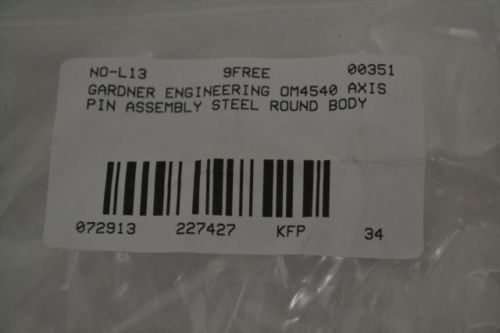 NO-L13 9FREE 00351
GARDNER ENGINEERING OM4540 AXIS
PIN ASSEMBLY STEEL ROUND BODY
072913 227427 KFP 34